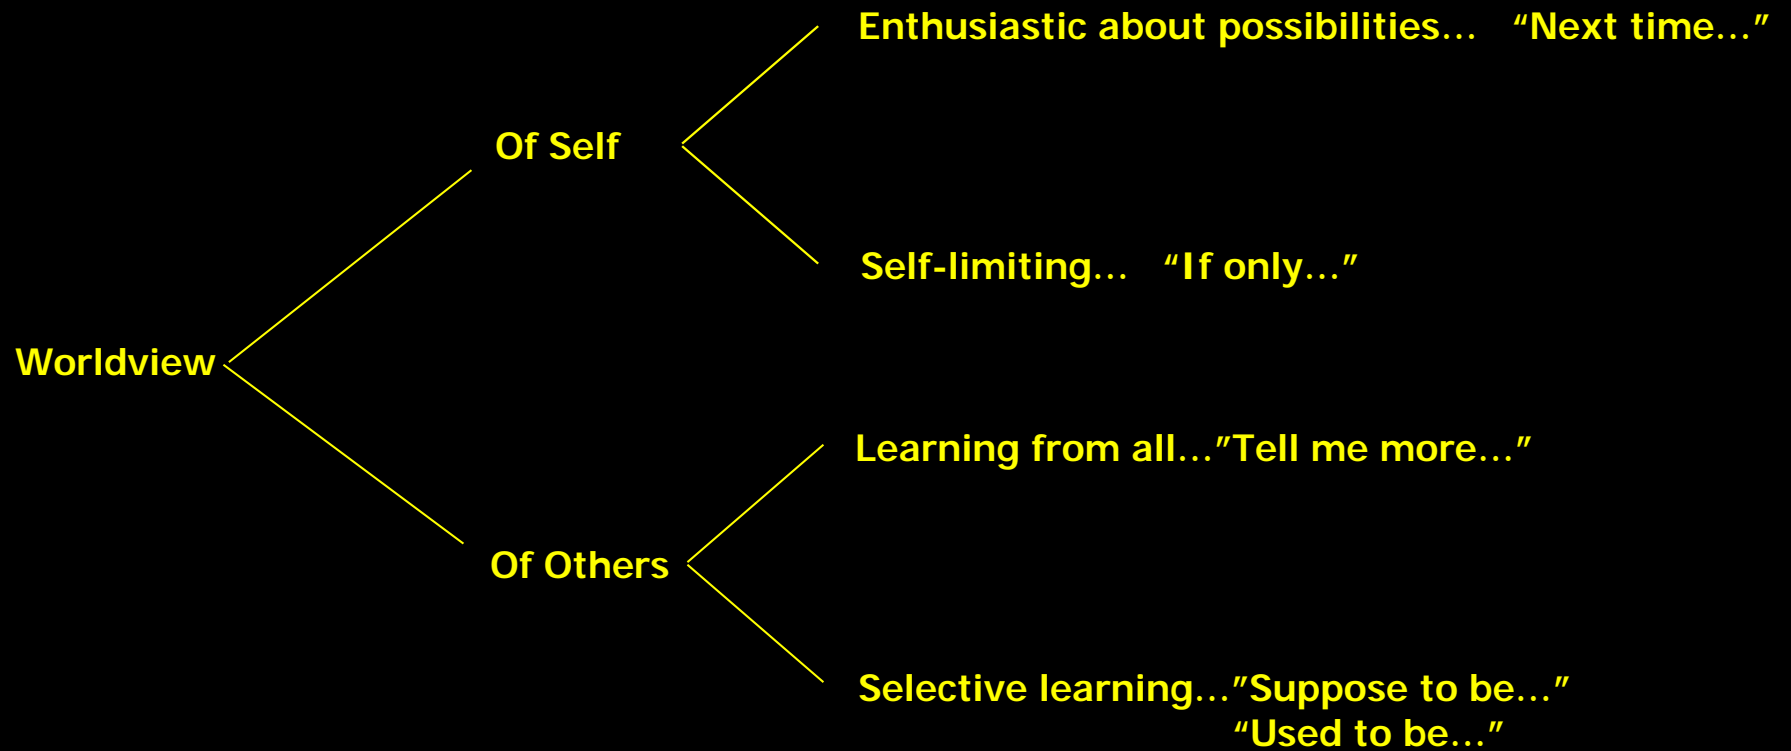 Enthusiastic about possibilities… “Next time…”
Of Self
Self-limiting… “If only…”
Worldview
Learning from all…”Tell me more…”
Of Others
Selective learning…”Suppose to be…”
“Used to be…”